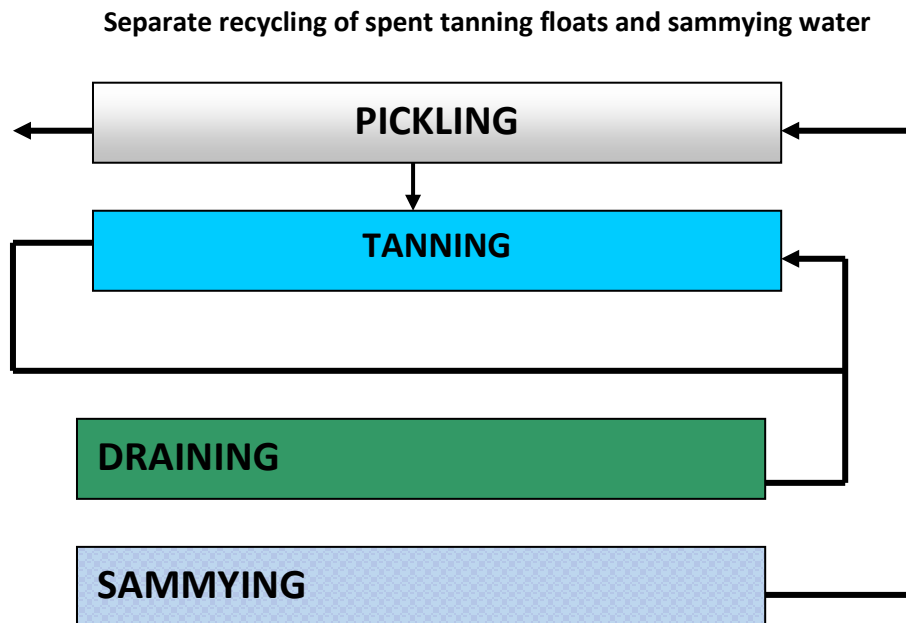 Separate recycling of spent tanning floats and sammying water
PICKLING
TANNING
DRAINING
SAMMYING